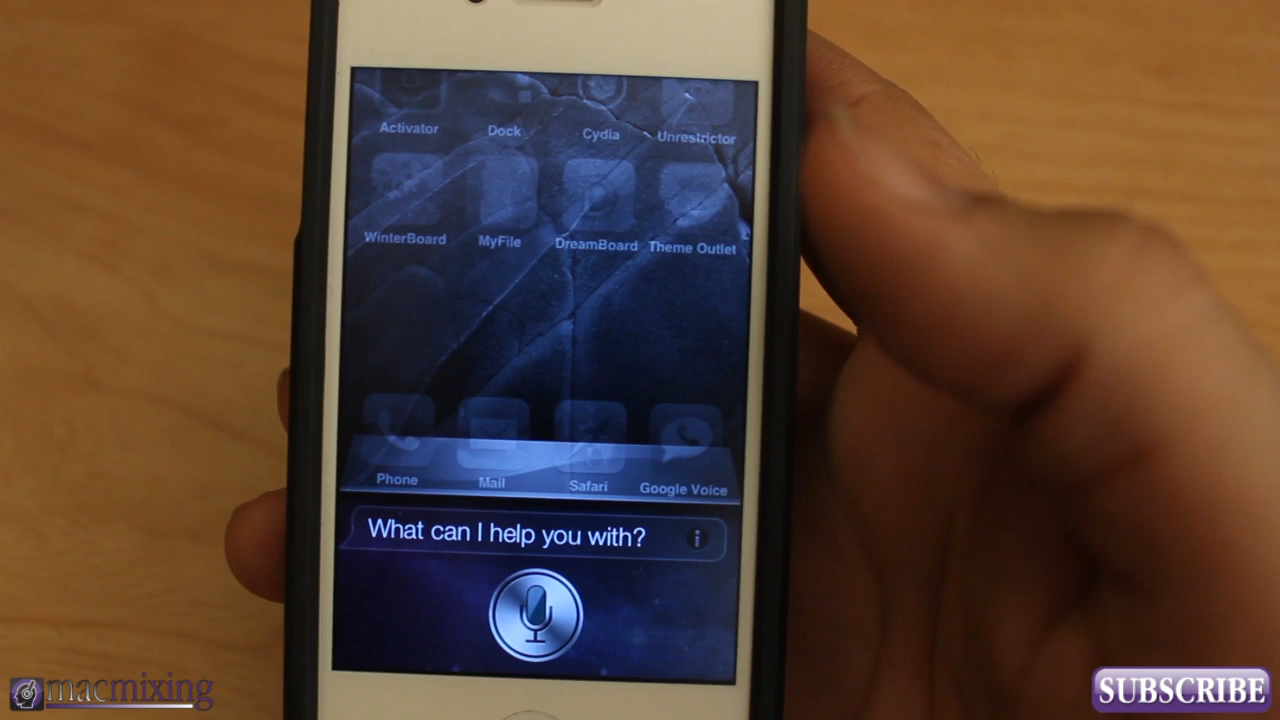 Activator Dock Cydia Unrestrictor
WinterBoard MyFile DreamBoard Theme Outlet
Phone Mail Safari Google Voice
What can I help you with? i
macmixing
SUBSCRIBE